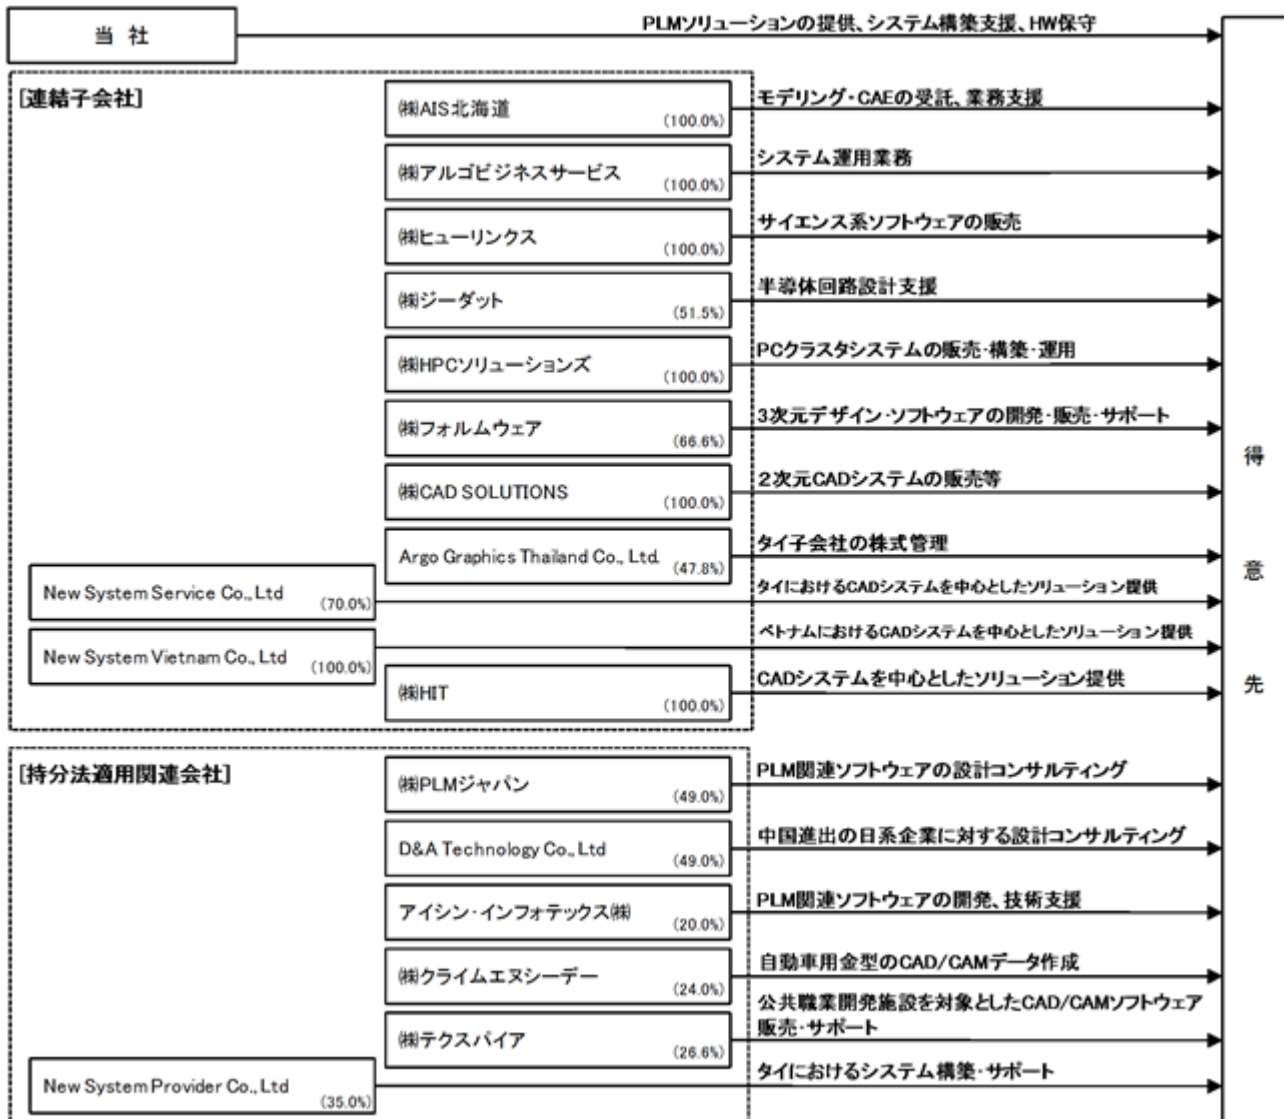 当 社
PLMソリューションの提供、システム構築支援、HW保守
[連結子会社]
㈱AIS北海道
(100.0%)
モデリング・CAEの受託、業務支援
㈱アルゴビジネスサービス
(100.0%)
システム運用業務
㈱ヒューリンクス
(100.0%)
サイエンス系ソフトウェアの販売
㈱ジーダット
(51.5%)
半導体回路設計支援
㈱HPCソリューションズ
(100.0%)
PCクラスタシステムの販売・構築・運用
㈱フォルムウェア
(66.6%)
3次元デザイン・ソフトウェアの開発・販売・サポート
㈱CAD SOLUTIONS
(100.0%)
２次元CADシステムの販売等
Argo Graphics Thailand Co., Ltd.
(47.8%)
タイ子会社の株式管理
New System Service Co., Ltd
(70.0%)
タイにおけるCADシステムを中心としたソリューション提供
New System Vietnam Co., Ltd
(100.0%)
ベトナムにおけるCADシステムを中心としたソリューション提供
㈱HIT
(100.0%)
CADシステムを中心としたソリューション提供
[持分法適用関連会社]
㈱PLMジャパン
(49.0%)
PLM関連ソフトウェアの設計コンサルティング
D&A Technology Co., Ltd
(49.0%)
中国進出の日系企業に対する設計コンサルティング
アイシン・インフォテックス㈱
(20.0%)
PLM関連ソフトウェアの開発、技術支援
㈱クライムエヌシーデー
(24.0%)
自動車用金型のCAD/CAMデータ作成
㈱テクスパイア
(26.6%)
公共職業開発施設を対象としたCAD/CAMソフトウェア
販売・サポート
New System Provider Co., Ltd
(35.0%)
タイにおけるシステム構築・サポート
得
意
先